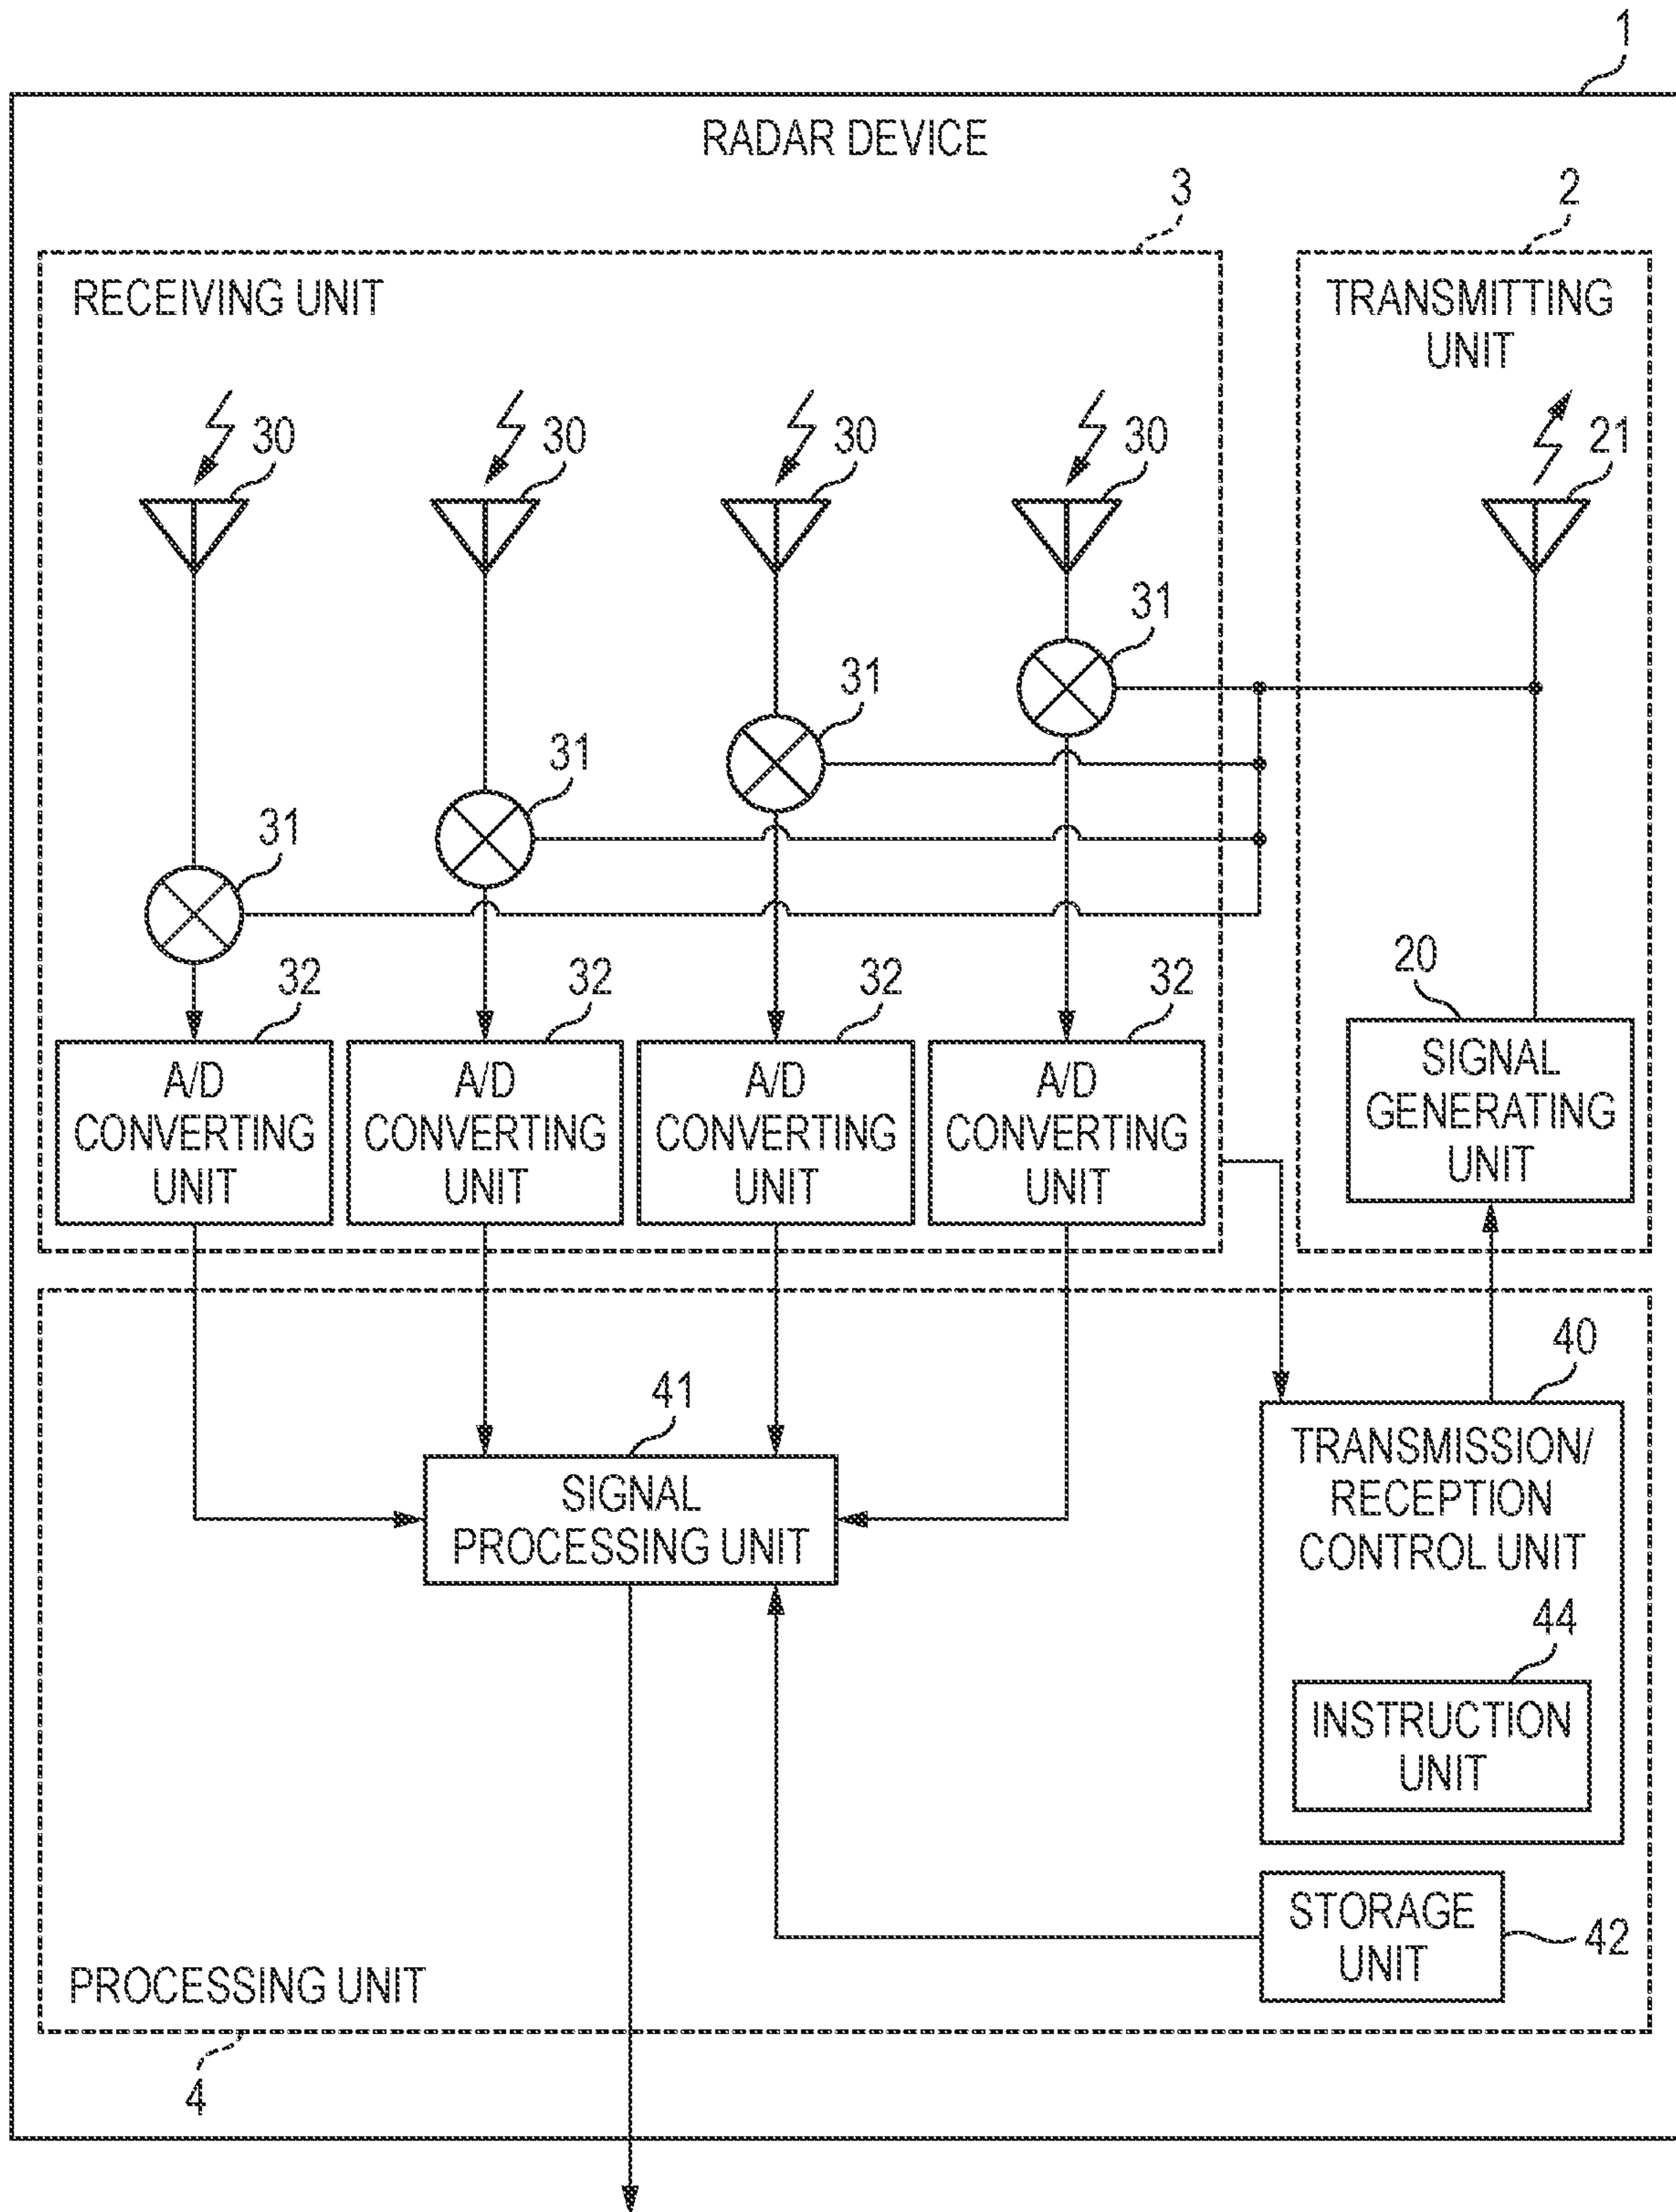 1
RADAR DEVICE
3
2
RECEIVING UNIT
TRANSMITTING
UNIT
30
30
30
30
21
31
31
31
31
20
32
32
32
32
A/D
CONVERTING
UNIT
A/D
CONVERTING
UNIT
A/D
CONVERTING
UNIT
A/D
CONVERTING
UNIT
SIGNAL
GENERATING
UNIT
40
41
SIGNAL
PROCESSING UNIT
TRANSMISSION/
RECEPTION
CONTROL UNIT
44
INSTRUCTION
UNIT
STORAGE
UNIT
42
PROCESSING UNIT
4